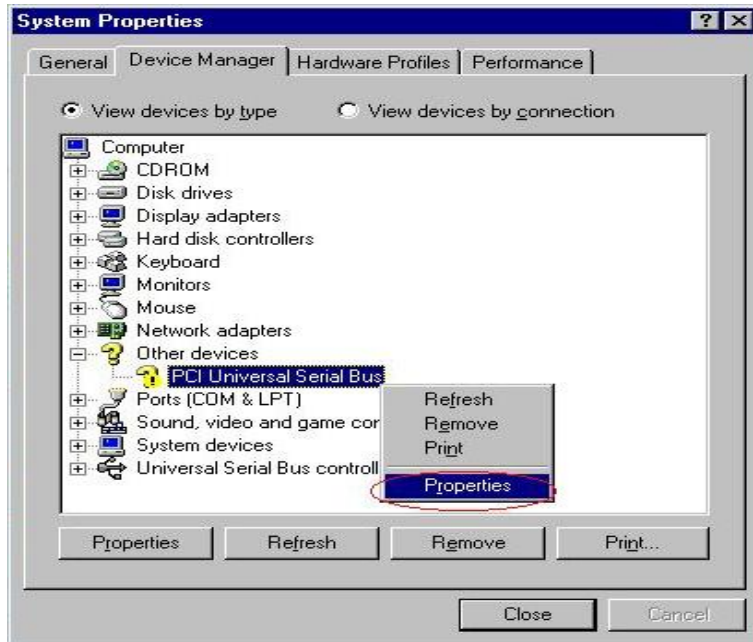 System Properties
General Device Manager Hardware Profiles Performance
View devices by type View devices by connection
Computer
CDROM
Disk drives
Display adapters
Hard disk controllers
Keyboard
Monitors
Mouse
Network adapters
Other devices
PCI Universal Serial Bus
Ports (COM & LPT)
Sound, video and game con
System devices
Universal Serial Bus controll
Refresh
Remove
Print
Properties
Properties Refresh Remove Print...
Close Cancel